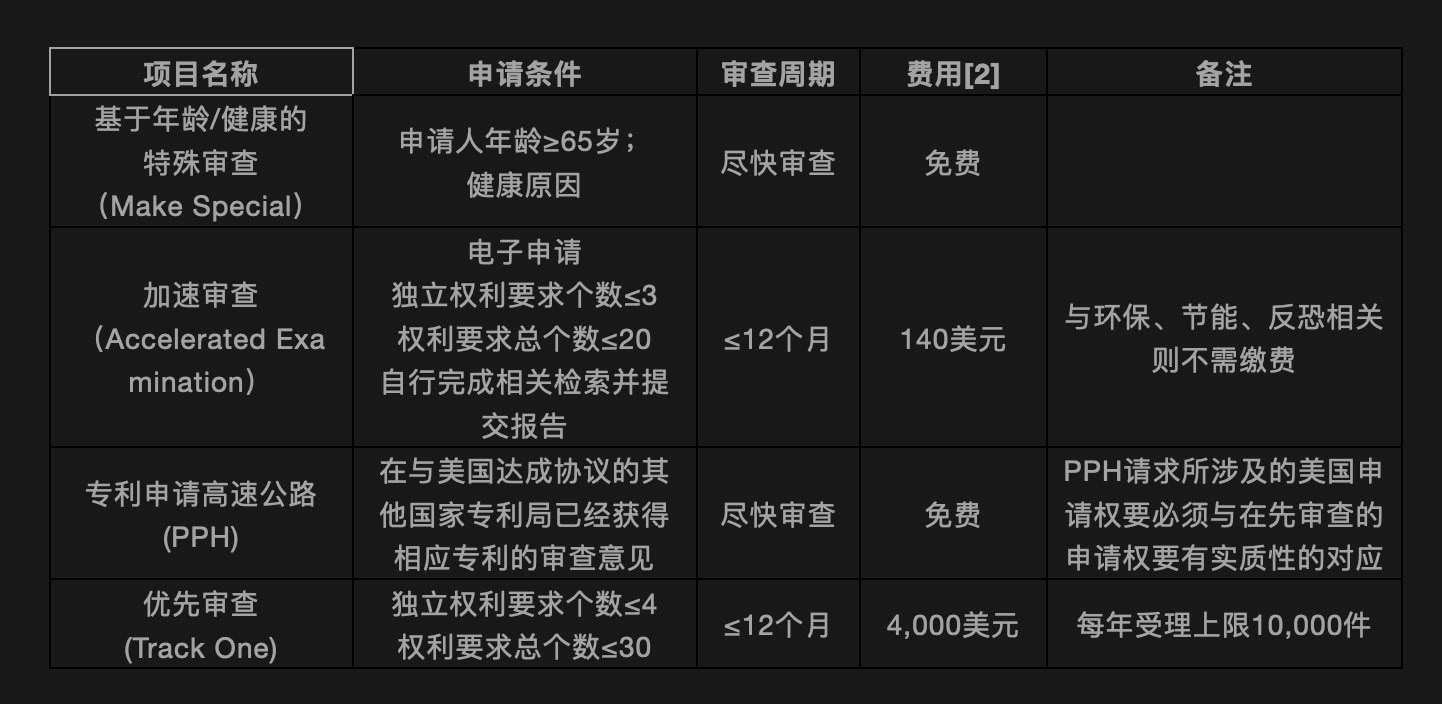 项目名称
申请条件
审查周期
费用[2]
备注
基于年龄/健康的
特殊审查
（Make Special）
申请人年龄≥65岁；
健康原因
尽快审查
免费
加速审查
（Accelerated Exa
mination）
电子申请
独立权利要求个数≤3
权利要求总个数≤20
自行完成相关检索并提
交报告
≤12个月
140美元
与环保、节能、反恐相关
则不需缴费
专利申请高速公路
(PPH)
在与美国达成协议的其
他国家专利局已经获得
相应专利的审查意见
尽快审查
免费
PPH请求所涉及的美国申
请权要必须与在先审查的
申请权要有实质性的对应
优先审查
(Track One)
独立权利要求个数≤4
权利要求总个数≤30
≤12个月
4,000美元
每年受理上限10,000件